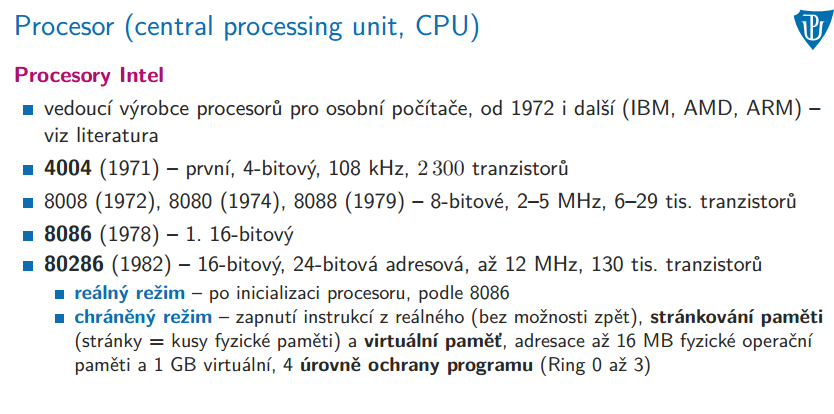 Procesor (central processing unit, CPU)
Procesory Intel
vedoucí výrobce procesorů pro osobní počítače, od 1972 i další (IBM, AMD, ARM) –
viz literatura
4004 (1971) – první, 4-bitový, 108 kHz, 2 300 tranzistorů
8008 (1972), 8080 (1974), 8088 (1979) – 8-bitové, 2–5 MHz, 6–29 tis. tranzistorů
8086 (1978) – 1. 16-bitový
80286 (1982) – 16-bitový, 24-bitová adresová, až 12 MHz, 130 tis. tranzistorů
reálný režim – po inicializaci procesoru, podle 8086
chráněný režim – zapnutí instrukcí z reálného (bez možnosti zpět), stránkování paměti
(stránky = kusy fyzické paměti) a virtuální paměť, adresace až 16 MB fyzické operační
paměti a 1 GB virtuální, 4 úrovně ochrany programu (Ring 0 až 3)